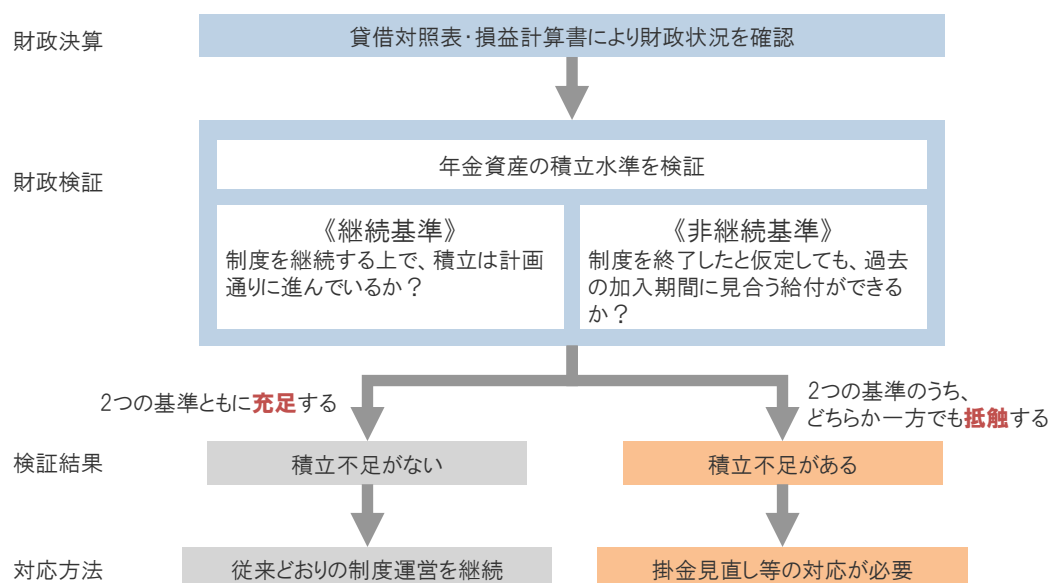 財政決算
貸借対照表・損益計算書により財政状況を確認
財政検証
年金資産の積立水準を検証
《継続基準》
制度を継続する上で、積立は計画
通りに進んでいるか？
《非継続基準》
制度を終了したと仮定しても、過去
の加入期間に見合う給付ができる
か？
2つの基準ともに充足する
2つの基準のうち、
どちらか一方でも抵触する
検証結果
積立不足がない
積立不足がある
対応方法
従来どおりの制度運営を継続
掛金見直し等の対応が必要